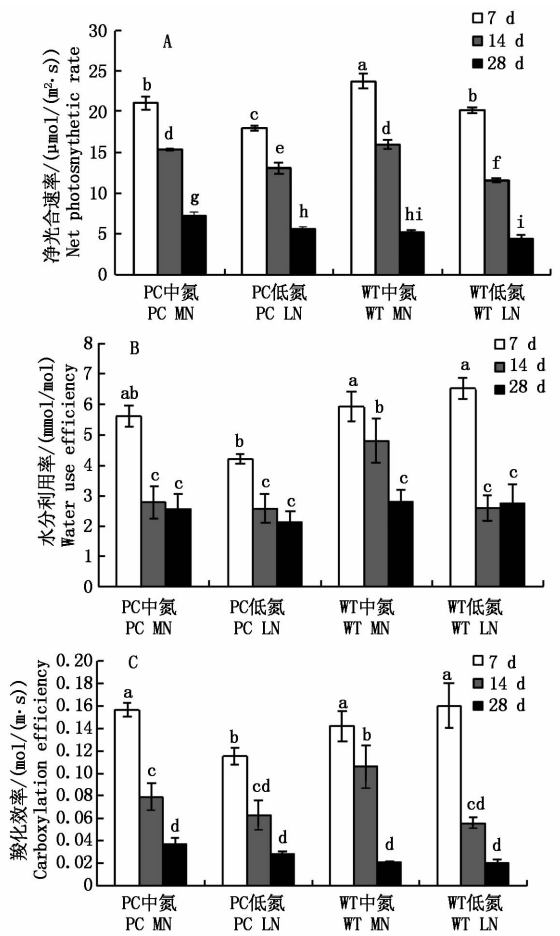 A
7 d
14 d
28 d
净光合速率/(μmol/(m²·s))
Net photosnythetic rate
30
25
20
15
10
5
0
b
d
g
c
e
h
a
d
hi
b
f
i
PC中氮
PC MN
PC低氮
PC LN
WT中氮
WT MN
WT低氮
WT LN
B
7 d
14 d
28 d
水分利用率/(mmol/mol)
Water use efficiency
8
7
6
5
4
3
2
1
0
ab
c
c
b
c
c
a
b
c
a
c
c
PC中氮
PC MN
PC低氮
PC LN
WT中氮
WT MN
WT低氮
WT LN
C
7 d
14 d
28 d
羧化效率/(mol/(m·s))
Carboxylation efficiency
0.20
0.16
0.12
0.10
0.08
0.06
0.04
0.02
0
a
c
d
b
cd
d
a
b
d
a
cd
d
PC中氮
PC MN
PC低氮
PC LN
WT中氮
WT MN
WT低氮
WT LN